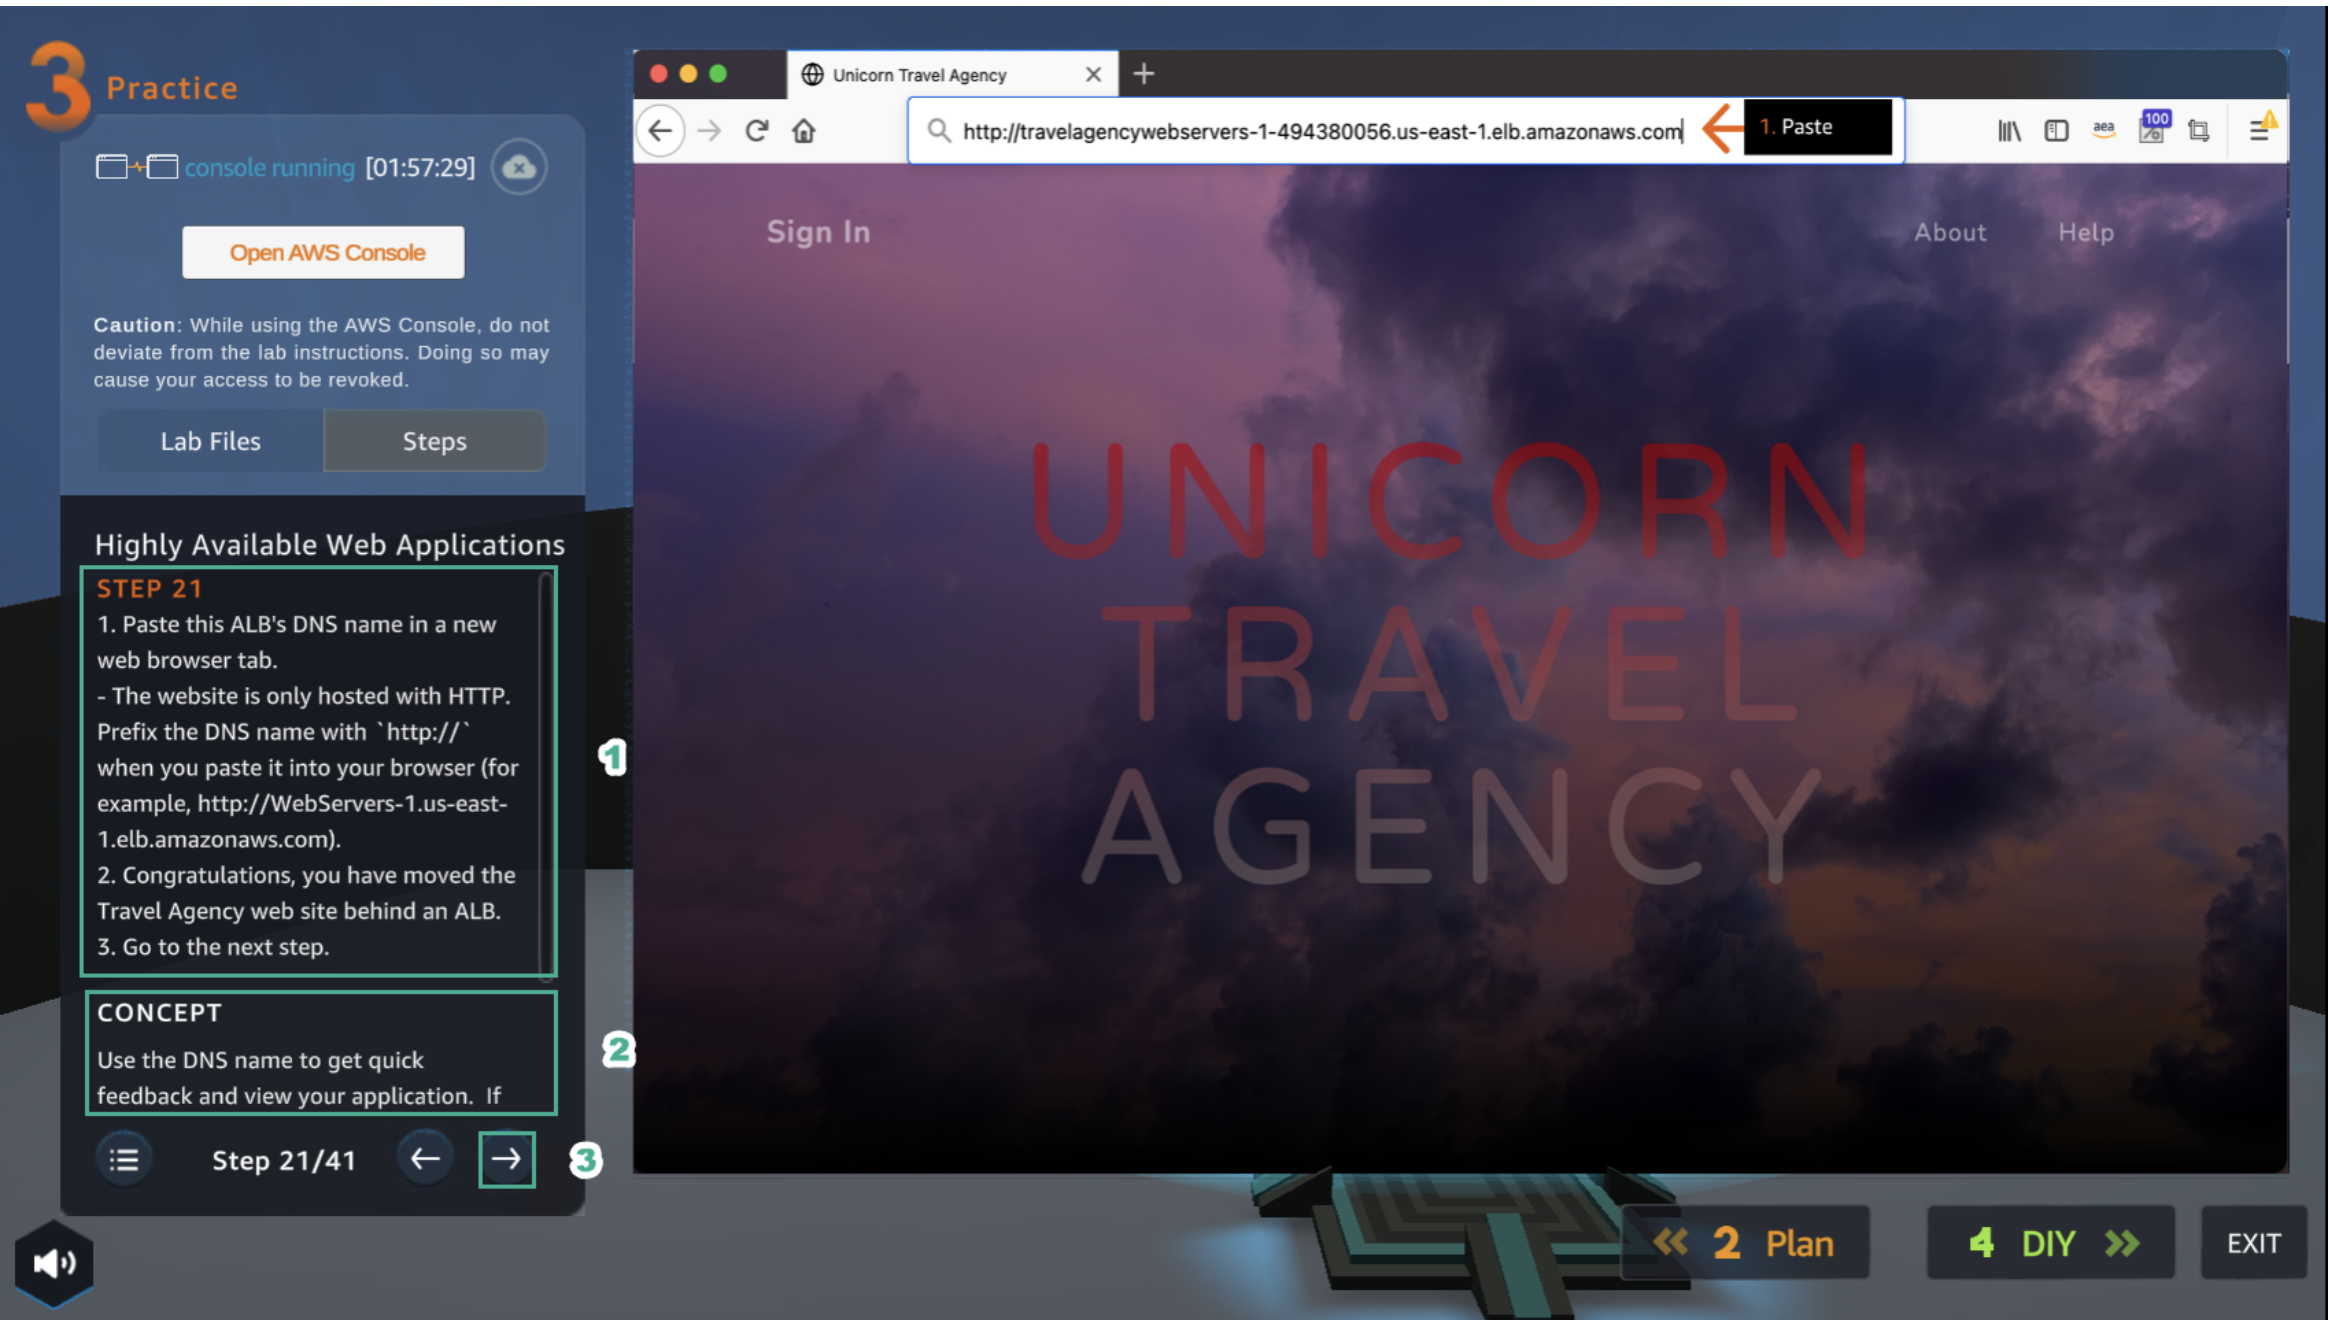 3 Practice
console running [01:57:29]
Open AWS Console
Caution: While using the AWS Console, do not
deviate from the lab instructions. Doing so may
cause your access to be revoked.
Lab Files
Steps
Highly Available Web Applications
STEP 21
1. Paste this ALB's DNS name in a new
web browser tab.
- The website is only hosted with HTTP.
Prefix the DNS name with `http://`
when you paste it into your browser (for
example, http://WebServers-1.us-east-
1.elb.amazonaws.com).
2. Congratulations, you have moved the
Travel Agency web site behind an ALB.
3. Go to the next step.
1
CONCEPT
Use the DNS name to get quick
feedback and view your application. If
2
Step 21/41
3
Unicorn Travel Agency
http://travelagencywebservers-1-494380056.us-east-1.elb.amazonaws.com
1. Paste
aea
100
Sign In
About
Help
UNICORN
TRAVEL
AGENCY
2 Plan
4 DIY
EXIT